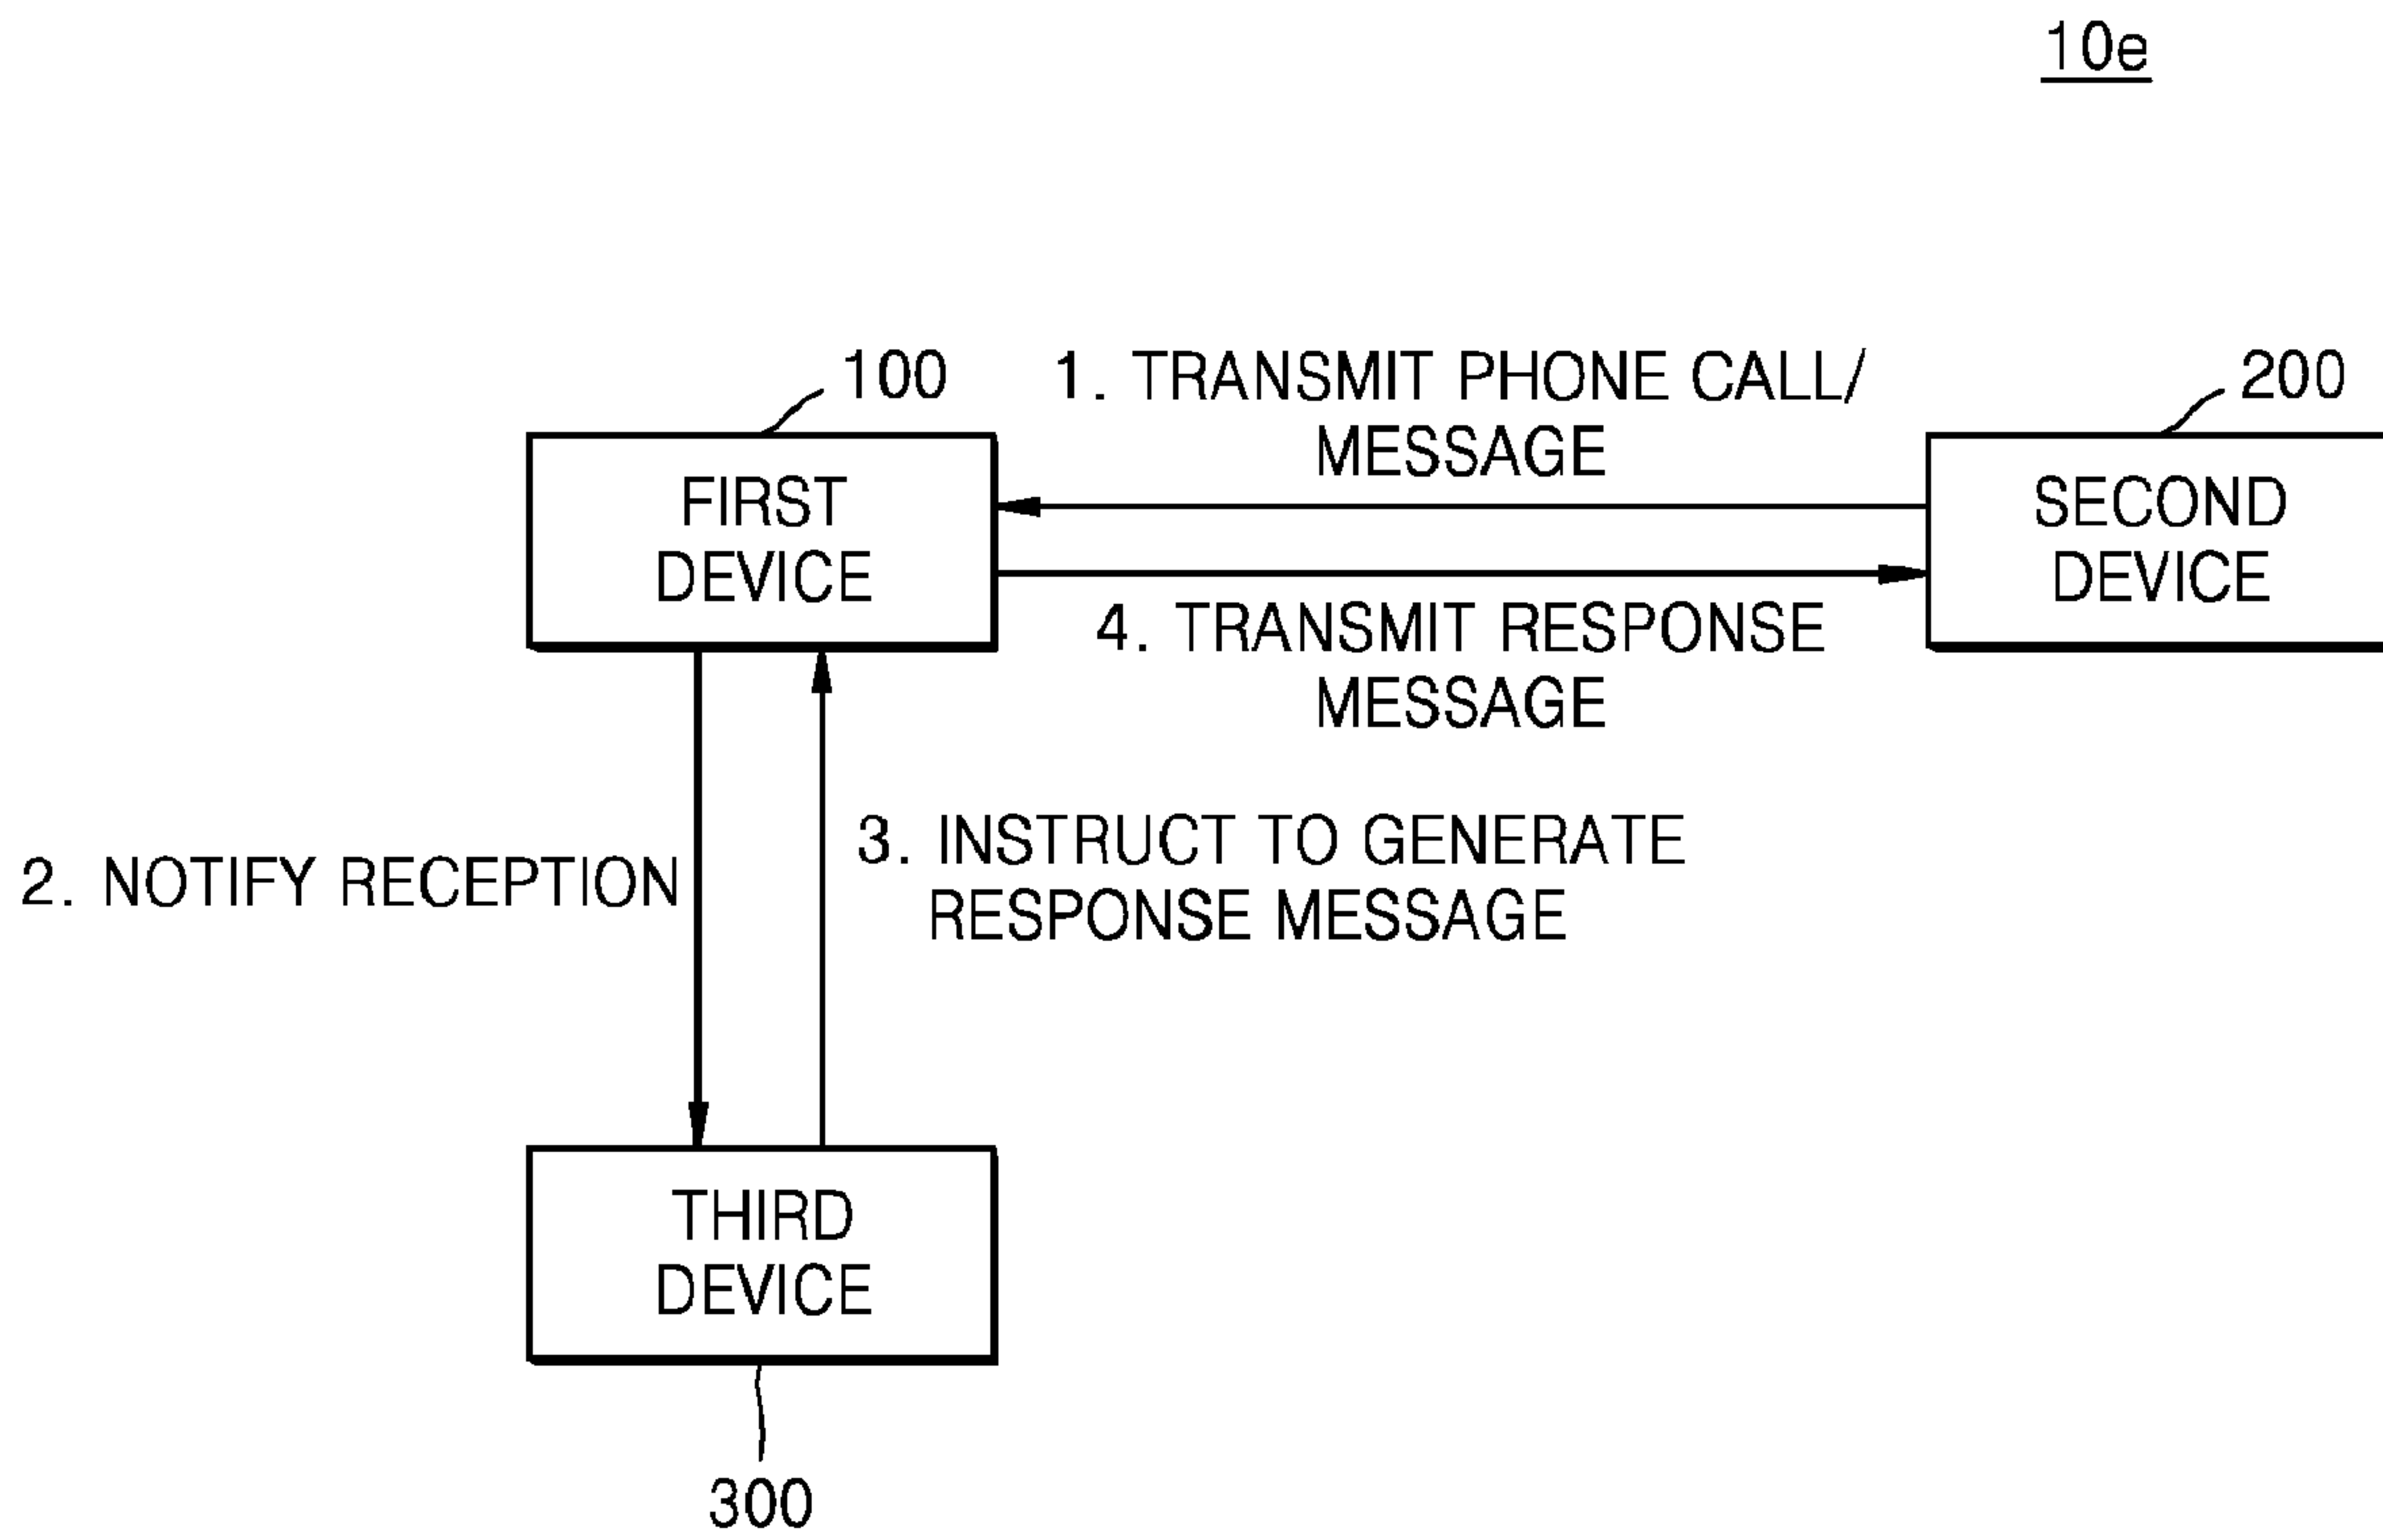 10e
100
1. TRANSMIT PHONE CALL/
MESSAGE
200
FIRST
DEVICE
SECOND
DEVICE
4. TRANSMIT RESPONSE
MESSAGE
2. NOTIFY RECEPTION
3. INSTRUCT TO GENERATE
RESPONSE MESSAGE
THIRD
DEVICE
300